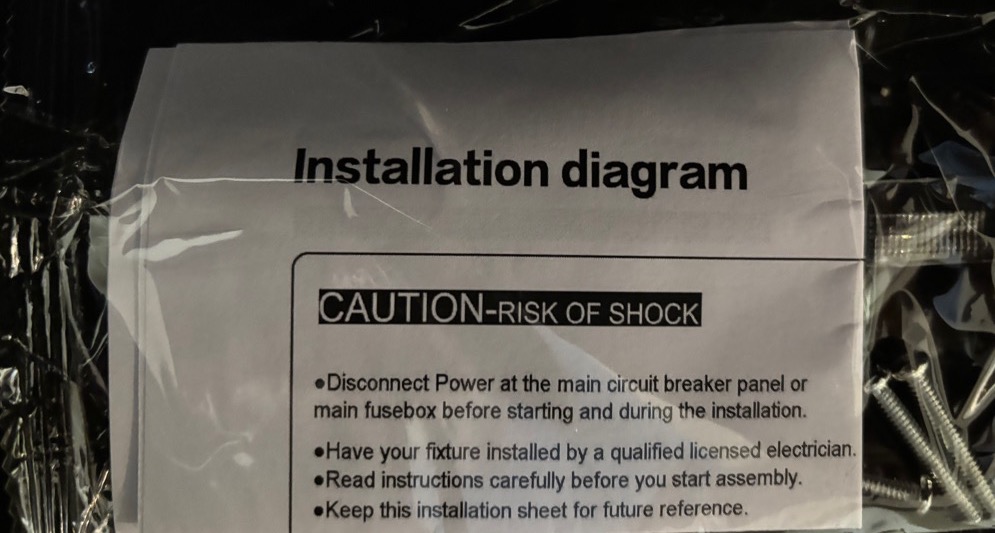 Installation diagram
CAUTION-RISK OF SHOCK
●Disconnect Power at the main circuit breaker panel or
main fusebox before starting and during the installation.
●Have your fixture installed by a qualified licensed electrician.
●Read instructions carefully before you start assembly.
●Keep this installation sheet for future reference.